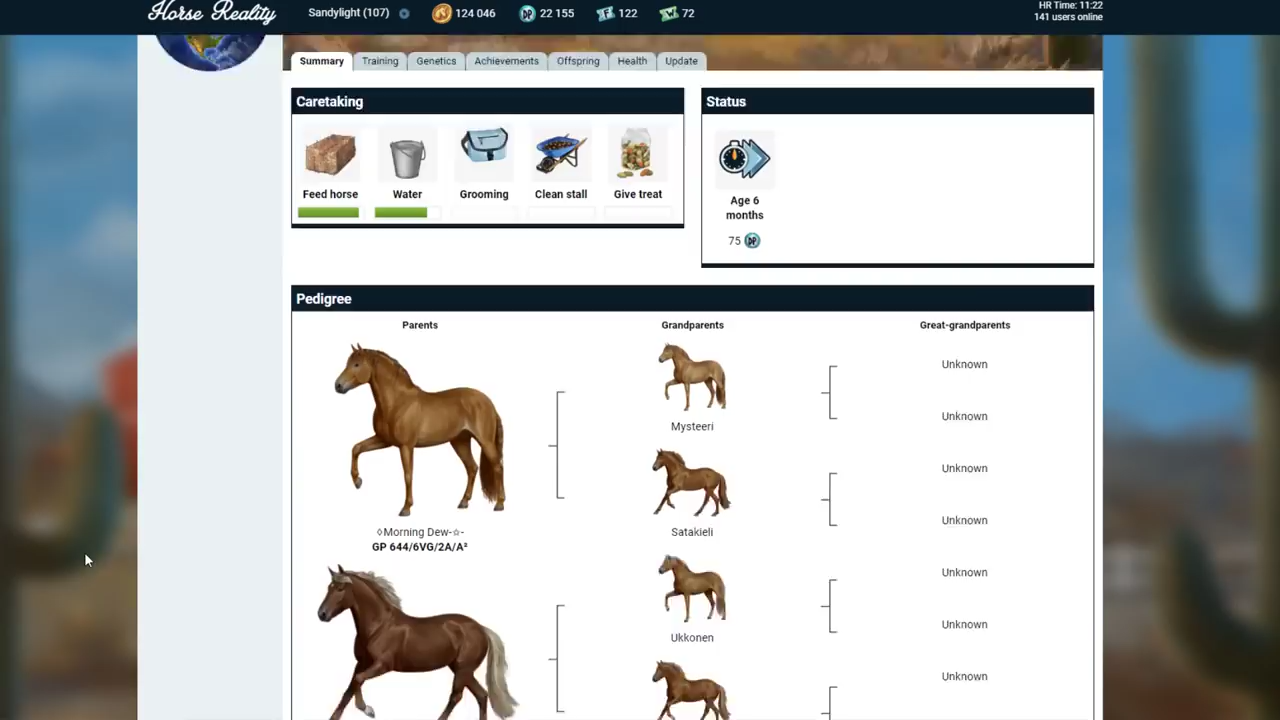 Horse Reality
Sandylight (107)
124 046
22 155
122
72
HR Time: 11:22
141 users online
Summary
Training
Genetics
Achievements
Offspring
Health
Update
Caretaking
Feed horse
Water
Grooming
Clean stall
Give treat
Status
Age 6
months
75 DP
Pedigree
Parents
Grandparents
Great-grandparents
◊Morning Dew-☆-
GP 644/6VG/2A/A²
Mysteeri
Satakieli
Ukkonen
Unknown
Unknown
Unknown
Unknown
Unknown
Unknown
Unknown